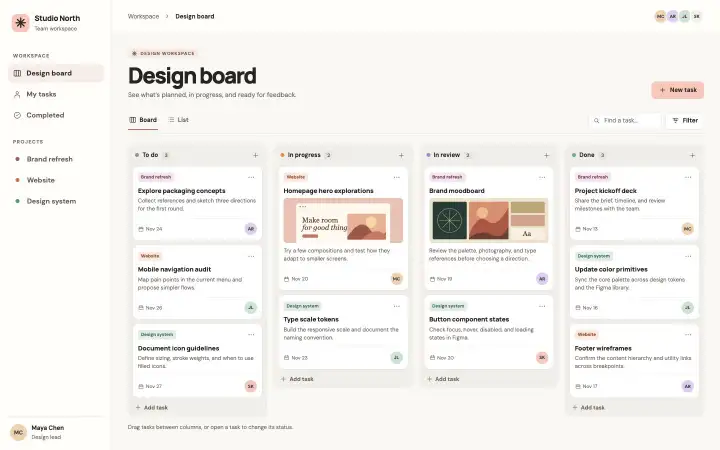 Studio North
Team workspace
WORKSPACE
Design board
My tasks
Completed
PROJECTS
Brand refresh
Website
Design system
MC
Maya Chen
Design lead
Workspace > Design board
MC AR JL SK
DESIGN WORKSPACE
Design board
See what's planned, in progress, and ready for feedback.
+ New task
Board
List
Find a task...
Filter
To do 3
Brand refresh
Explore packaging concepts
Collect references and sketch three directions
for the first round.
Nov 24
AR
Website
Mobile navigation audit
Map pain points in the current menu and
propose simpler flows.
Nov 26
JL
Design system
Document icon guidelines
Define sizing, stroke weights, and when to use
filled icons.
Nov 27
SK
+ Add task
In progress 2
Website
Homepage hero explorations
Make room
for good thing
Try a few compositions and test how they
adapt to smaller screens.
Nov 20
MC
Design system
Type scale tokens
Build the responsive scale and document the
naming convention.
Nov 23
JL
+ Add task
In review 2
Brand refresh
Brand moodboard
Aa
Review the palette, photography, and type
references before choosing a direction.
Nov 19
AR
Design system
Button component states
Check focus, hover, disabled, and loading
states in Figma.
Nov 20
SK
+ Add task
Done 3
Brand refresh
Project kickoff deck
Share the brief, timeline, and review
milestones with the team.
Nov 13
MC
Design system
Update color primitives
Sync the core palette across design tokens
and the Figma library.
Nov 16
JL
Website
Footer wireframes
Confirm the content hierarchy and utility links
across breakpoints.
Nov 17
AR
+ Add task
Drag tasks between columns, or open a task to change its status.